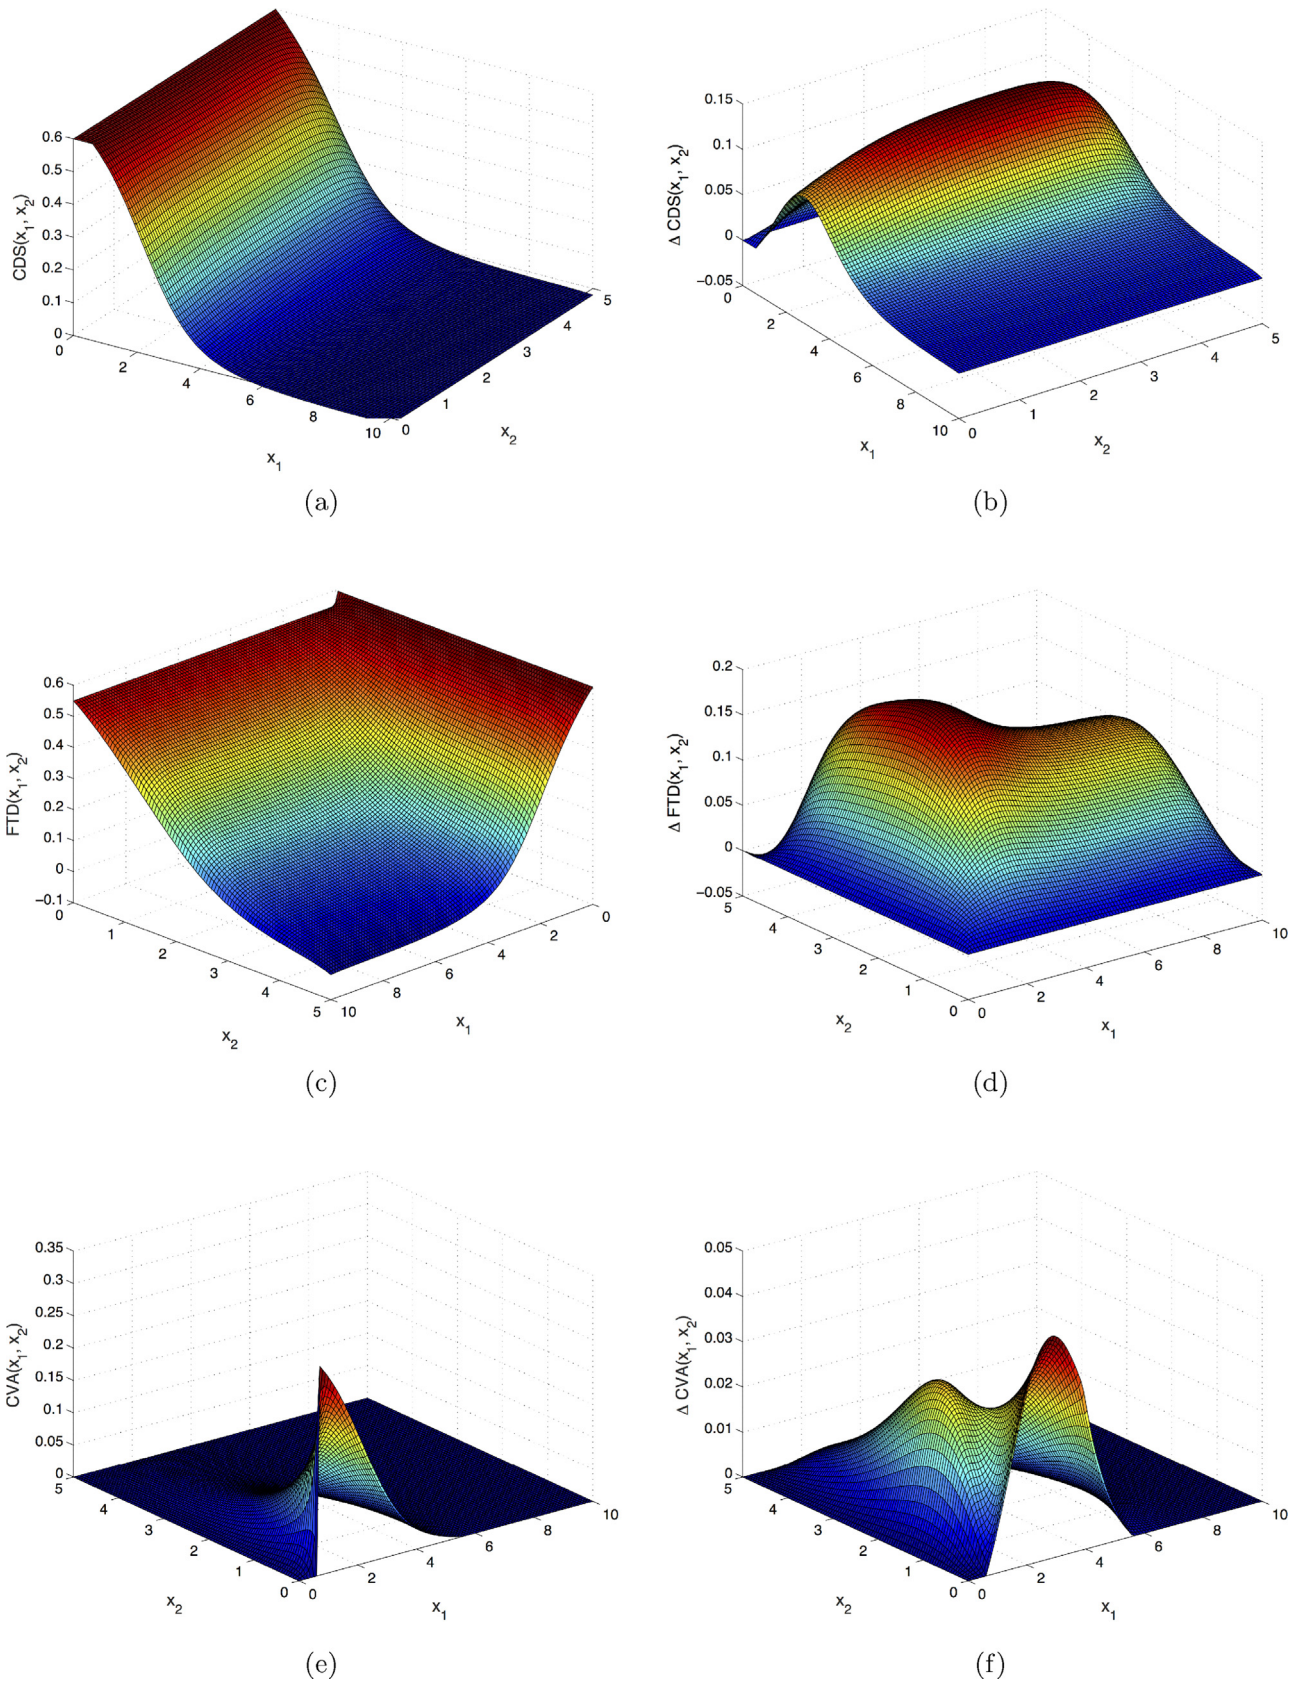 CDS(x1, x2)
0.6
0.5
0.4
0.3
0.2
0.1
0
0 2 4 6 8 10
x1
0 1 2 3 4 5
x2
(a)
Δ CDS(x1, x2)
0.15
0.1
0.05
0
−0.05
0 2 4 6 8 10
x1
0 1 2 3 4 5
x2
(b)
FTD(x1, x2)
0.6
0.5
0.4
0.3
0.2
0.1
0
−0.1
0 1 2 3 4 5
x2
10 8 6 4 2 0
x1
(c)
Δ FTD(x1, x2)
0.2
0.15
0.1
0.05
0
−0.05
5 4 3 2 1 0
x2
0 2 4 6 8 10
x1
(d)
CVA(x1, x2)
0.35
0.3
0.25
0.2
0.15
0.1
0.05
0
5 4 3 2 1 0
x2
0 2 4 6 8 10
x1
(e)
Δ CVA(x1, x2)
0.05
0.04
0.03
0.02
0.01
0
5 4 3 2 1 0
x2
0 2 4 6 8 10
x1
(f)